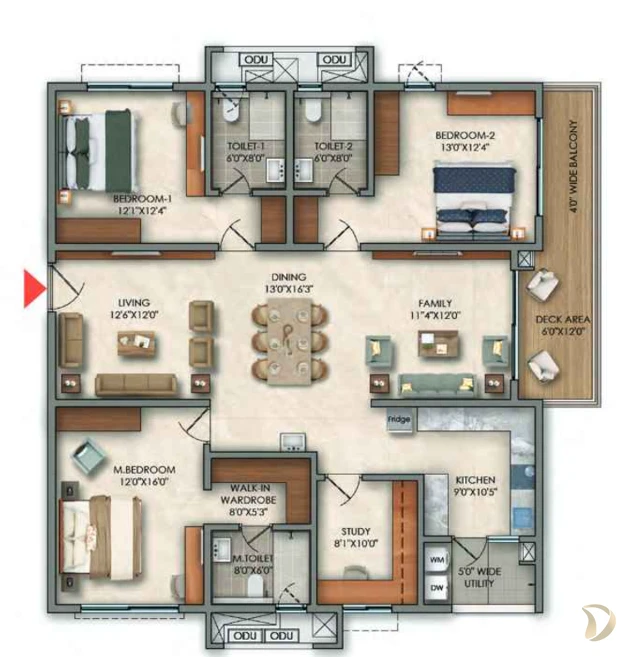 ODU
ODU
TOILET-1
6'0"X8'0"
TOILET-2
6'0"X8'0"
BEDROOM-2
13'0"X12'4"
BEDROOM-1
12'1"X12'4"
4'0" WIDE BALCONY
DINING
13'0"X16'3"
LIVING
12'6"X12'0"
FAMILY
11'4"X12'0"
DECK AREA
6'0"X12'0"
Fridge
M.BEDROOM
12'0"X16'0"
WALK-IN
WARDROBE
8'0"X5'3"
KITCHEN
9'0"X10'5"
STUDY
8'1"X10'0"
M.TOILET
8'0"X6'0"
WM
DW
5'0" WIDE
UTILITY
ODU
ODU